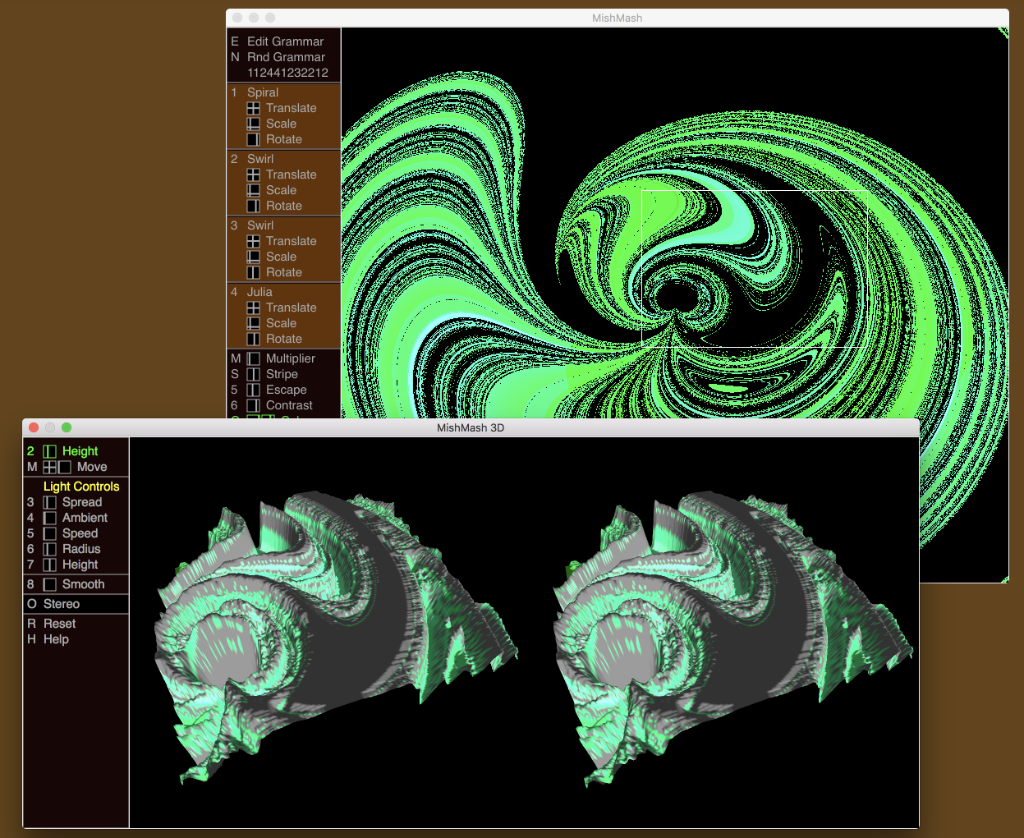 MishMash
E Edit Grammar
N Rnd Grammar
112441232212
1 Spiral
Translate
Scale
Rotate
2 Swirl
Translate
Scale
Rotate
3 Swirl
Translate
Scale
Rotate
4 Julia
Translate
Scale
Rotate
M Multiplier
S Stripe
5 Escape
6 Contrast
MishMash 3D
2 Height
M Move
Light Controls
3 Spread
4 Ambient
5 Speed
6 Radius
7 Height
8 Smooth
O Stereo
R Reset
H Help